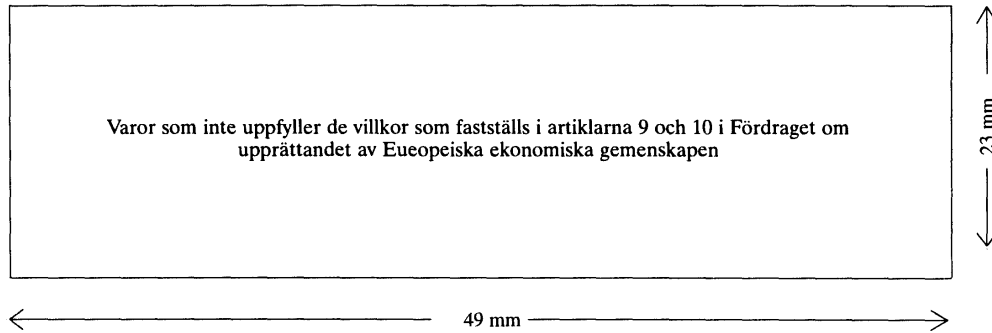 Varor som inte uppfyller de villkor som fastställs i artiklarna 9 och 10 i Fördraget om
upprättandet av Eueopeiska ekonomiska gemenskapen
23 mm
49 mm